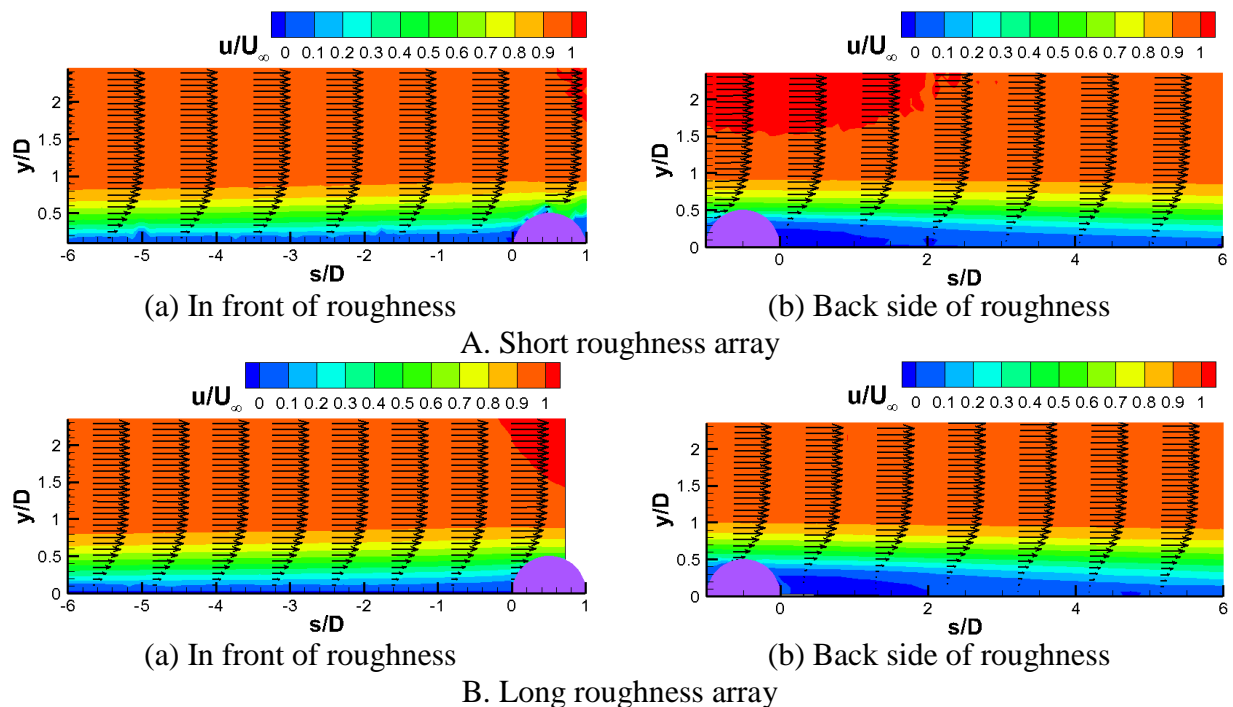 u/U∞ 0 0.1 0.2 0.3 0.4 0.5 0.6 0.7 0.8 0.9 1
y/D
2
1.5
1
0.5
0
-6 -5 -4 -3 -2 -1 0 1
s/D
(a) In front of roughness
u/U∞ 0 0.1 0.2 0.3 0.4 0.5 0.6 0.7 0.8 0.9 1
y/D
2
1.5
1
0.5
0
0 2 4 6
s/D
(b) Back side of roughness
A. Short roughness array
u/U∞ 0 0.1 0.2 0.3 0.4 0.5 0.6 0.7 0.8 0.9 1
y/D
2
1.5
1
0.5
0
-6 -5 -4 -3 -2 -1 0 1
s/D
(a) In front of roughness
u/U∞ 0 0.1 0.2 0.3 0.4 0.5 0.6 0.7 0.8 0.9 1
y/D
2
1.5
1
0.5
0
0 2 4 6
s/D
(b) Back side of roughness
B. Long roughness array